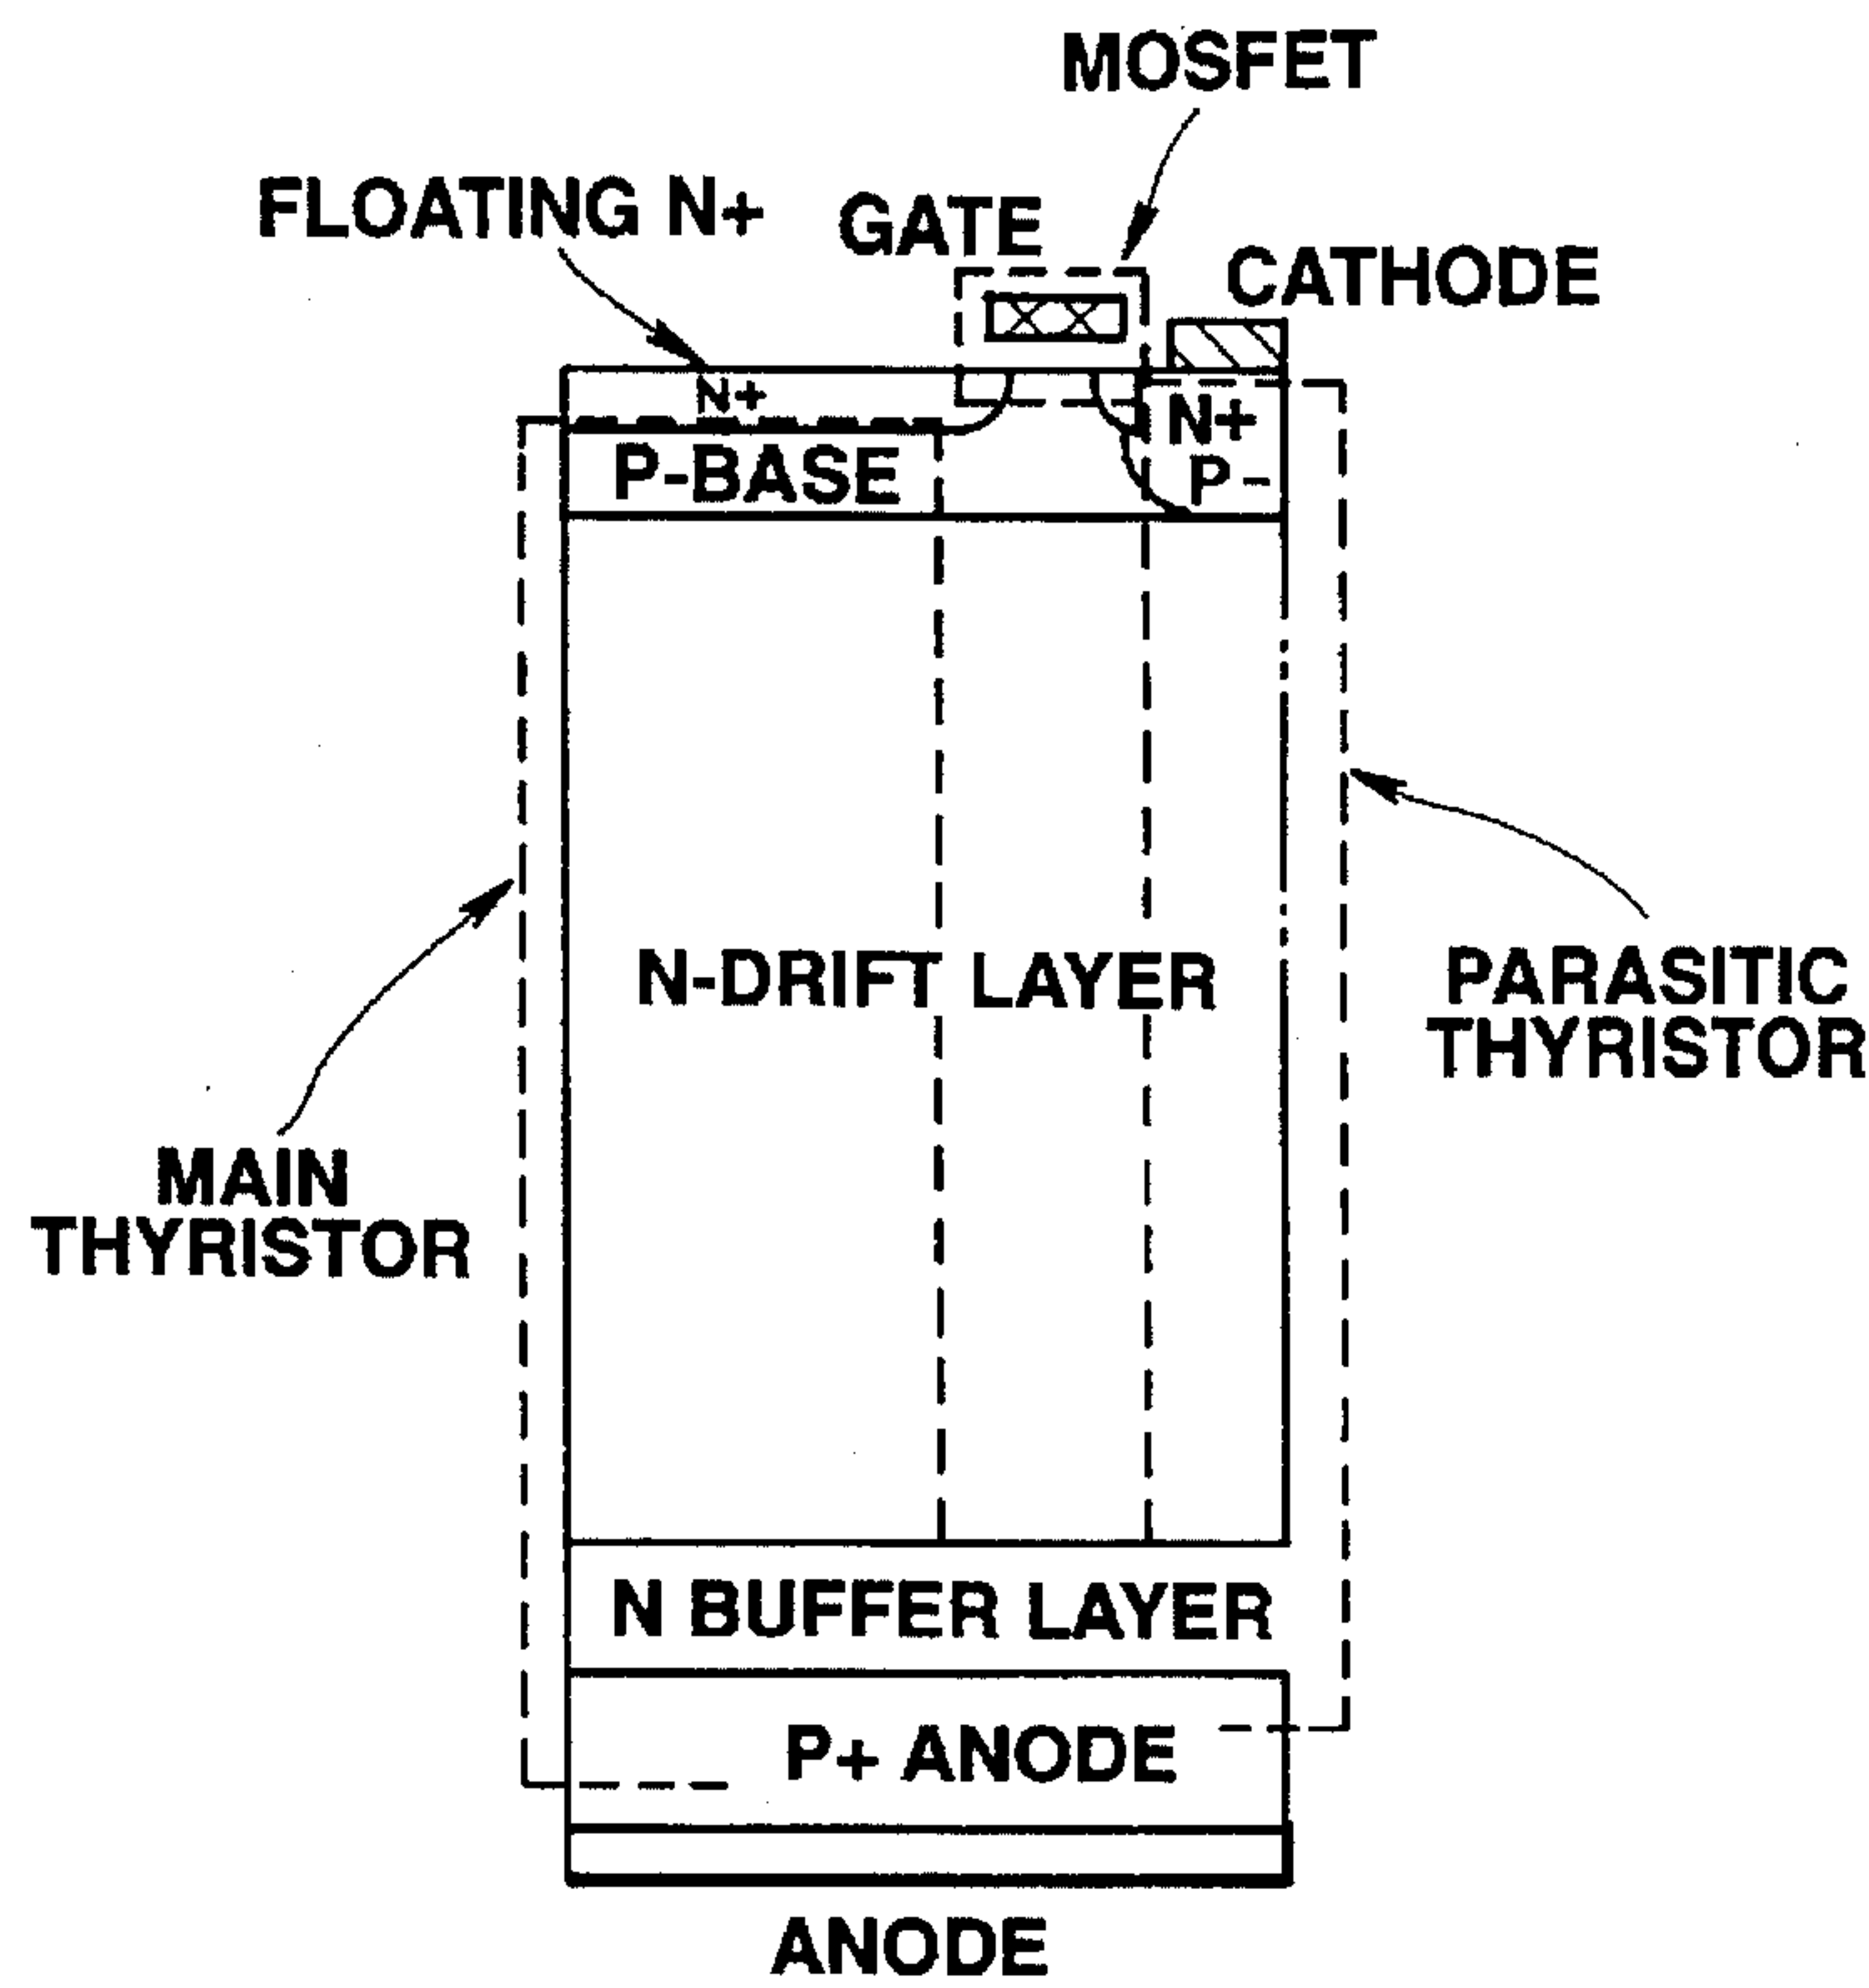 MOSFET
FLOATING N+
GATE
CATHODE
N+
N+
P-BASE
P-
N-DRIFT LAYER
PARASITIC
THYRISTOR
MAIN
THYRISTOR
N BUFFER LAYER
P+ ANODE
ANODE